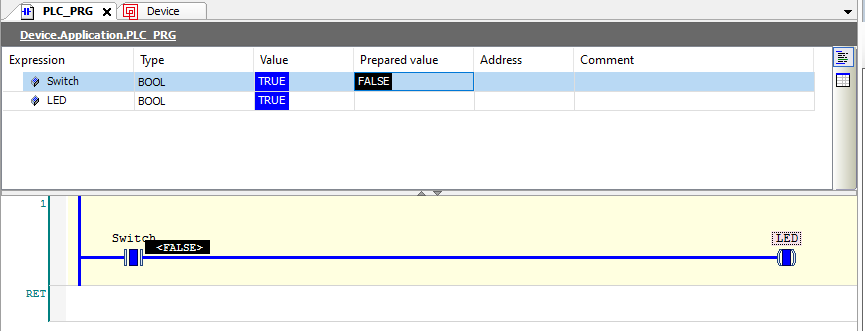 PLC_PRG Device
Device.Application.PLC_PRG
Expression Type Value Prepared value Address Comment
Switch BOOL TRUE FALSE
LED BOOL TRUE
1
Switch LED
<FALSE>
RET